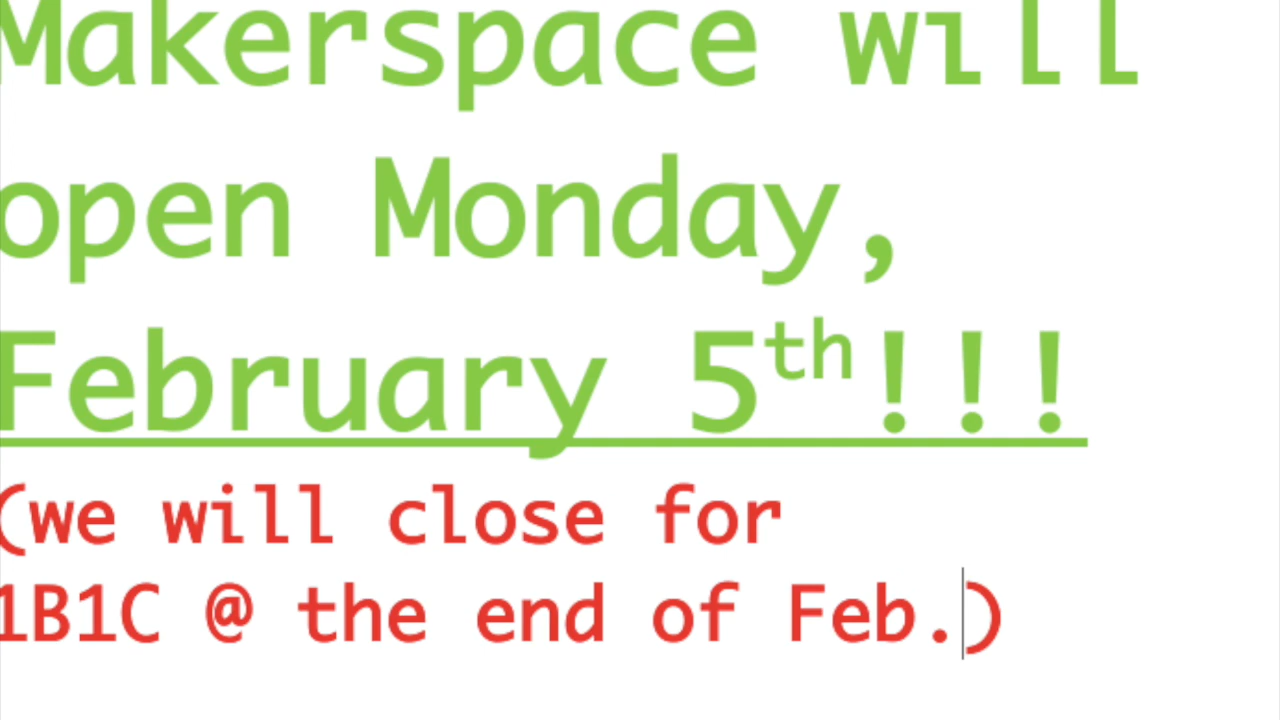 Makerspace will
open Monday,
February 5th!!!
(we will close for
1B1C @ the end of Feb.)